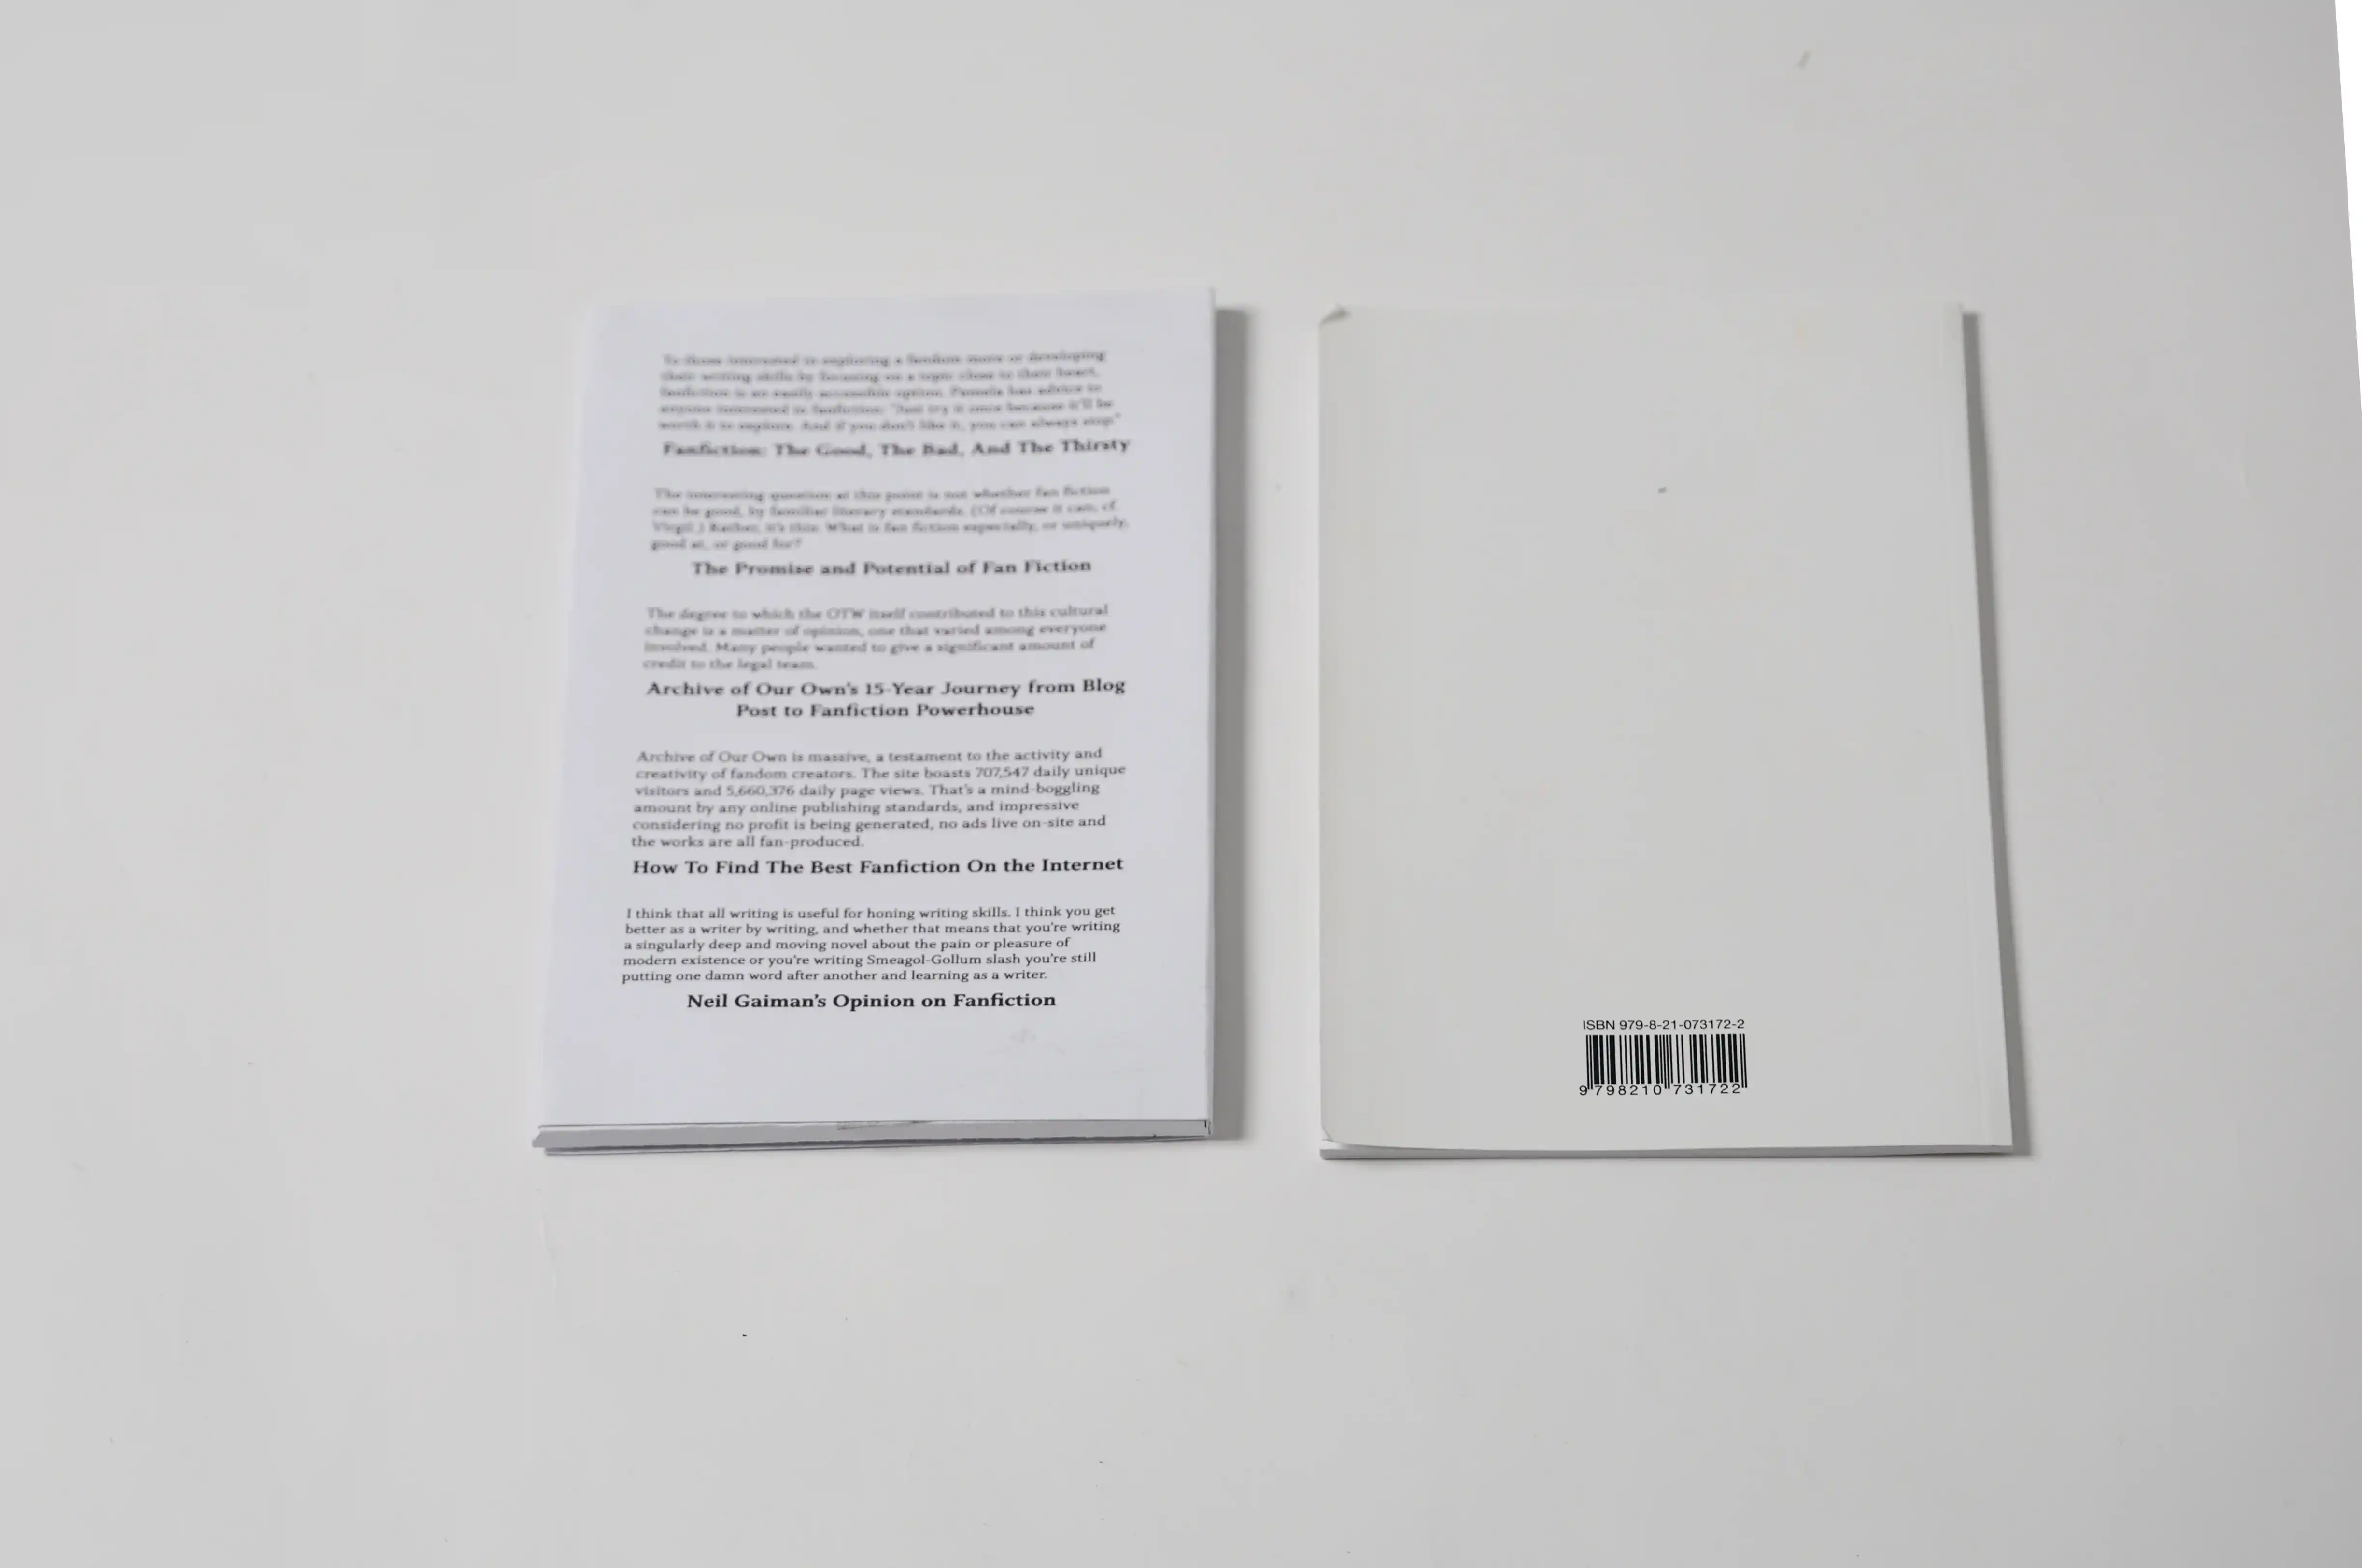 To those interested in exploring a fandom more or developing
their writing skills by focusing on a topic close to their heart,
fanfiction is an easily accessible option. Pamela has advice to
anyone interested in fanfiction: "Just try it once because it'll be
worth it to explore. And if you don't like it, you can always stop"
Fanfiction: The Good, The Bad, And The Thirsty
The interesting question at this point is not whether fan fiction
can be good, by familiar literary standards. (Of course it can; cf.
Virgil.) Rather, it's this: What is fan fiction especially, or uniquely,
good at, or good for?
The Promise and Potential of Fan Fiction
The degree to which the OTW itself contributed to this cultural
change is a matter of opinion, one that varied among everyone
involved. Many people wanted to give a significant amount of
credit to the legal team.
Archive of Our Own's 15-Year Journey from Blog
Post to Fanfiction Powerhouse
Archive of Our Own is massive, a testament to the activity and
creativity of fandom creators. The site boasts 707,547 daily unique
visitors and 5,660,376 daily page views. That's a mind-boggling
amount by any online publishing standards, and impressive
considering no profit is being generated, no ads live on-site and
the works are all fan-produced.
How To Find The Best Fanfiction On the Internet
I think that all writing is useful for honing writing skills. I think you get
better as a writer by writing, and whether that means that you're writing
a singularly deep and moving novel about the pain or pleasure of
modern existence or you're writing Smeagol-Gollum slash you're still
putting one damn word after another and learning as a writer.
Neil Gaiman's Opinion on Fanfiction
ISBN 979-8-21-073172-2
9 798210 731722